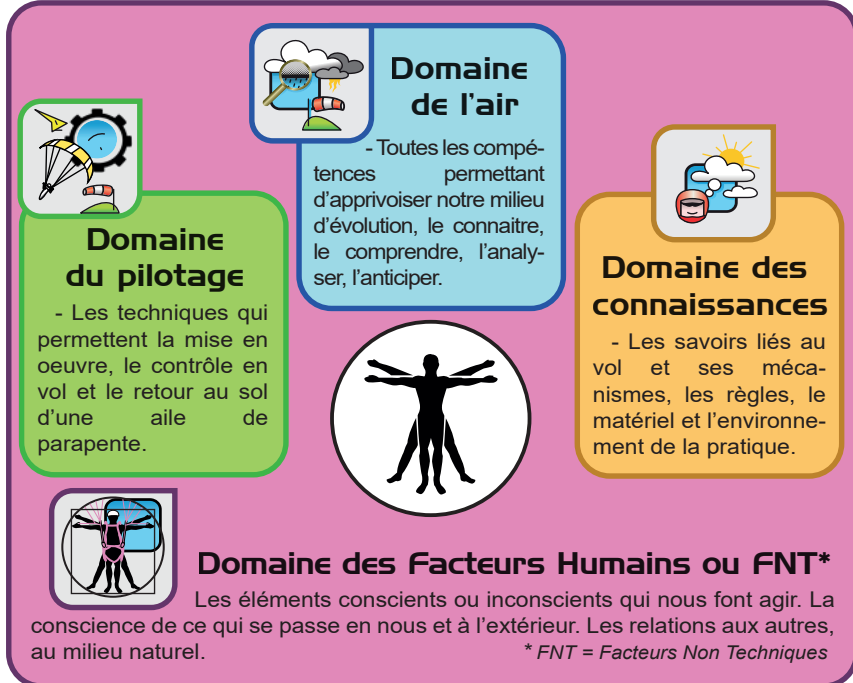 Domaine
de l'air
- Toutes les compé-
tences permettant
d'apprivoiser notre milieu
d'évolution, le connaitre,
le comprendre, l'analy-
ser, l'anticiper.
Domaine
du pilotage
- Les techniques qui
permettent la mise en
oeuvre, le contrôle en
vol et le retour au sol
d'une aile de
parapente.
Domaine des
connaissances
- Les savoirs liés au
vol et ses méca-
nismes, les règles, le
matériel et l'environne-
ment de la pratique.
Domaine des Facteurs Humains ou FNT*
Les éléments conscients ou inconscients qui nous font agir. La
conscience de ce qui se passe en nous et à l'extérieur. Les relations aux autres,
au milieu naturel.
* FNT = Facteurs Non Techniques